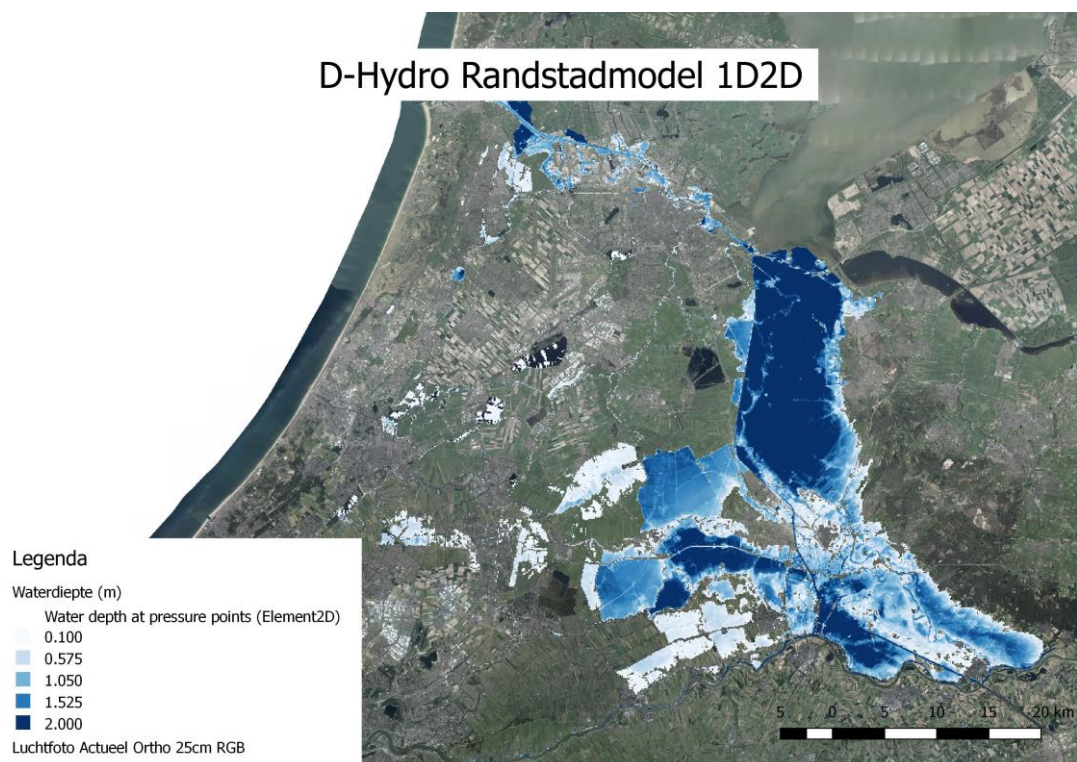 D-Hydro Randstadmodel 1D2D
Legenda
Waterdiepte (m)
Water depth at pressure points (Element2D)
0.100
0.575
1.050
1.525
2.000
Luchtfoto Actueel Ortho 25cm RGB
5 0 5 10 15 20 km